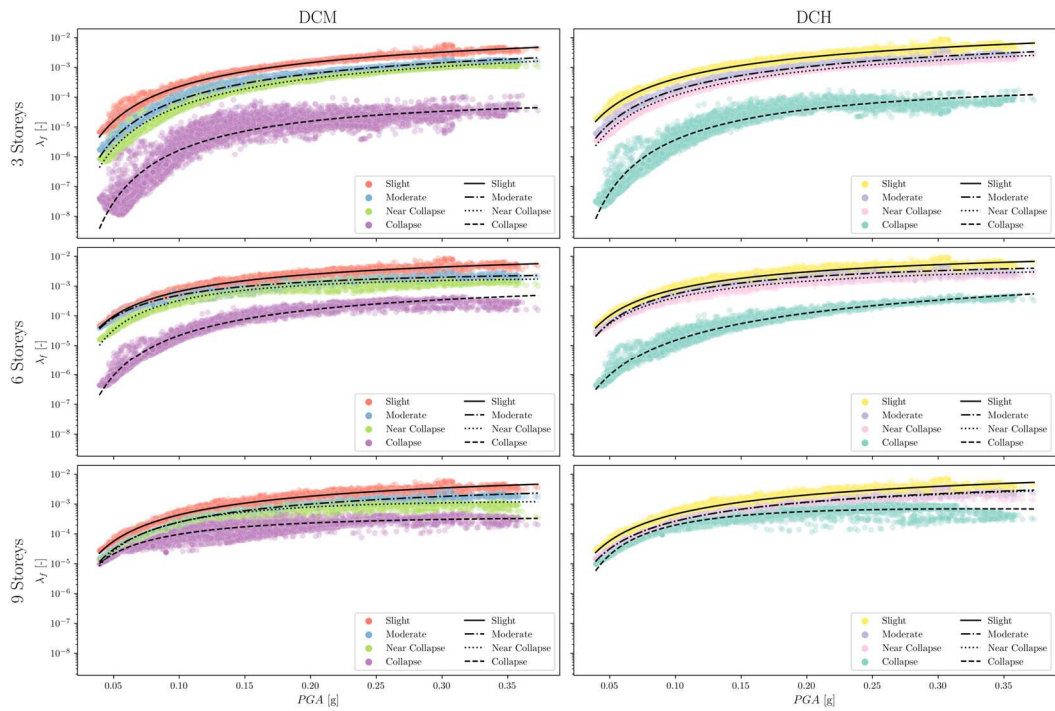 DCM
DCH
3 Storeys
λ_f [-]
10⁻²
10⁻³
10⁻⁴
10⁻⁵
10⁻⁶
10⁻⁷
10⁻⁸
Slight Slight
Moderate Moderate
Near Collapse Near Collapse
Collapse Collapse
Slight Slight
Moderate Moderate
Near Collapse Near Collapse
Collapse Collapse
6 Storeys
λ_f [-]
10⁻²
10⁻³
10⁻⁴
10⁻⁵
10⁻⁶
10⁻⁷
10⁻⁸
Slight Slight
Moderate Moderate
Near Collapse Near Collapse
Collapse Collapse
Slight Slight
Moderate Moderate
Near Collapse Near Collapse
Collapse Collapse
9 Storeys
λ_f [-]
10⁻²
10⁻³
10⁻⁴
10⁻⁵
10⁻⁶
10⁻⁷
10⁻⁸
Slight Slight
Moderate Moderate
Near Collapse Near Collapse
Collapse Collapse
Slight Slight
Moderate Moderate
Near Collapse Near Collapse
Collapse Collapse
0.05 0.10 0.15 0.20 0.25 0.30 0.35
PGA [g]
0.05 0.10 0.15 0.20 0.25 0.30 0.35
PGA [g]